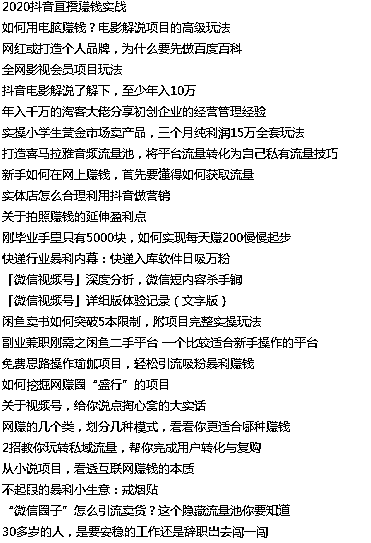 2020抖音直播赚钱实战
如何用电脑赚钱？电影解说项目的高级玩法
网红或打造个人品牌，为什么要先做百度百科
全网影视会员项目玩法
抖音电影解说了解下，至少年入10万
年入千万的淘客大佬分享初创企业的经营管理经验
实操小学生黄金市场卖产品，三个月纯利润15万全套玩法
打造喜马拉雅音频流量池，将平台流量转化为自己私有流量技巧
新手如何在网上赚钱，首先要懂得如何获取流量
实体店怎么合理利用抖音做营销
关于拍照赚钱的延伸盈利点
刚毕业手里只有5000块，如何实现每天赚200慢慢起步
快递行业暴利内幕：快递入库软件日吸万粉
「微信视频号」深度分析，微信短内容杀手锏
「微信视频号」详细版体验记录（文字版）
闲鱼卖书如何突破5本限制，附项目完整实操玩法
副业兼职刚需之闲鱼二手平台 一个比较适合新手操作的平台
免费思路操作瑜伽项目，轻松引流吸粉暴利赚钱
如何挖掘网赚圈“盛行”的项目
关于视频号，给你说点掏心窝的大实话
网赚的几个类，划分几种模式，看看你更适合哪种赚钱
2招教你玩转私域流量，帮你完成用户转化与复购
从小说项目，看透互联网赚钱的本质
不起眼的暴利小生意：戒烟贴
“微信圈子”怎么引流卖货？这个隐藏流量池你要知道
30多岁的人，是要安稳的工作还是辞职出去闯一闯